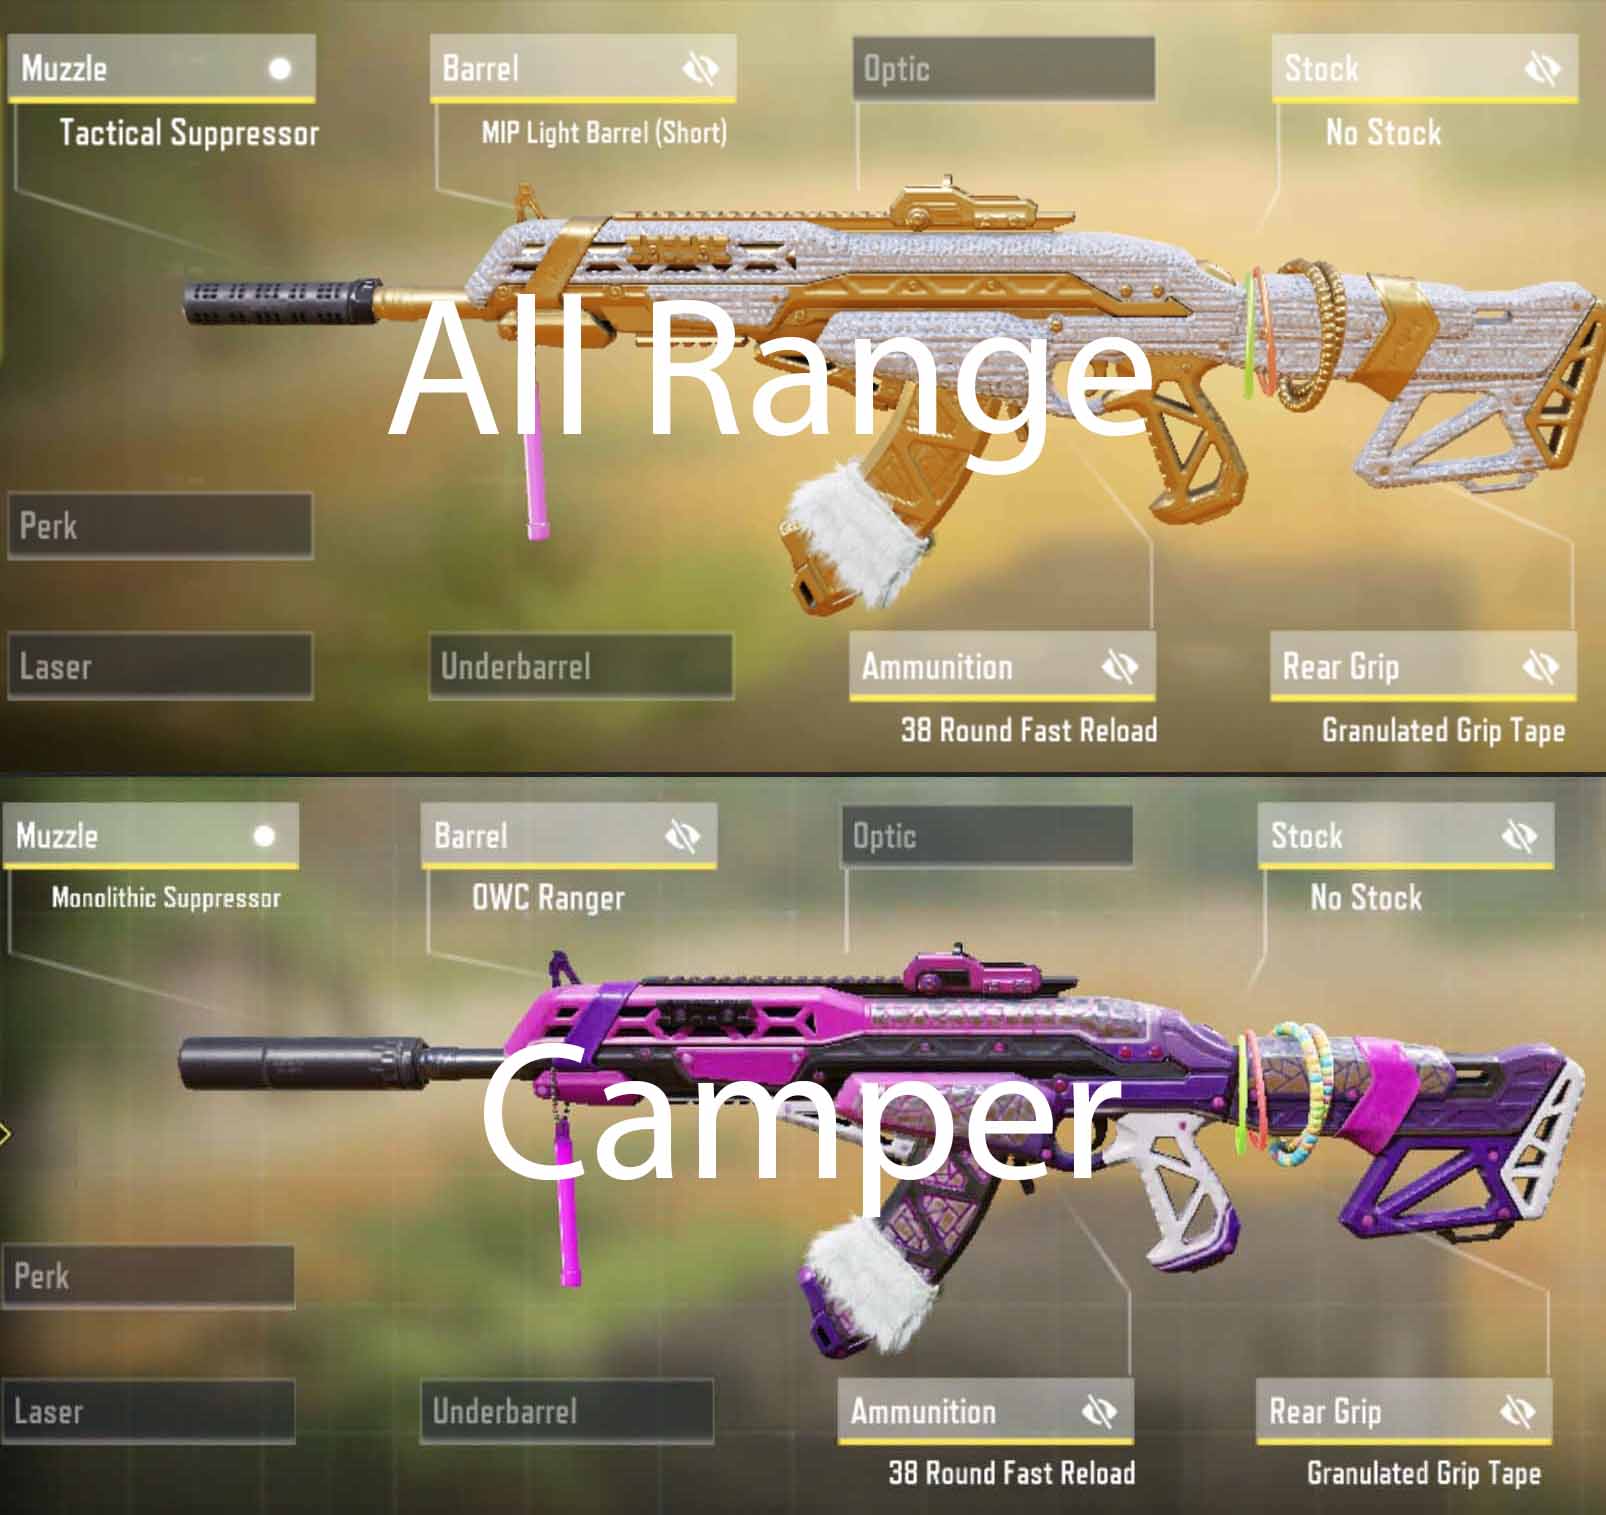 Muzzle
Barrel
Optic
Stock
Tactical Suppressor
MIP Light Barrel (Short)
No Stock
All Range
Perk
Laser
Underbarrel
Ammunition
Rear Grip
38 Round Fast Reload
Granulated Grip Tape
Muzzle
Barrel
Optic
Stock
Monolithic Suppressor
OWC Ranger
No Stock
Camper
Perk
Laser
Underbarrel
Ammunition
Rear Grip
38 Round Fast Reload
Granulated Grip Tape